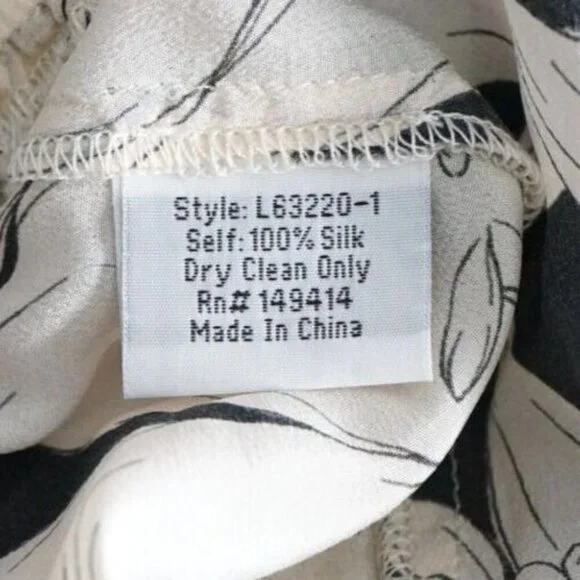 Style: L63220-1
Self: 100% Silk
Dry Clean Only
Rn# 149414
Made In China